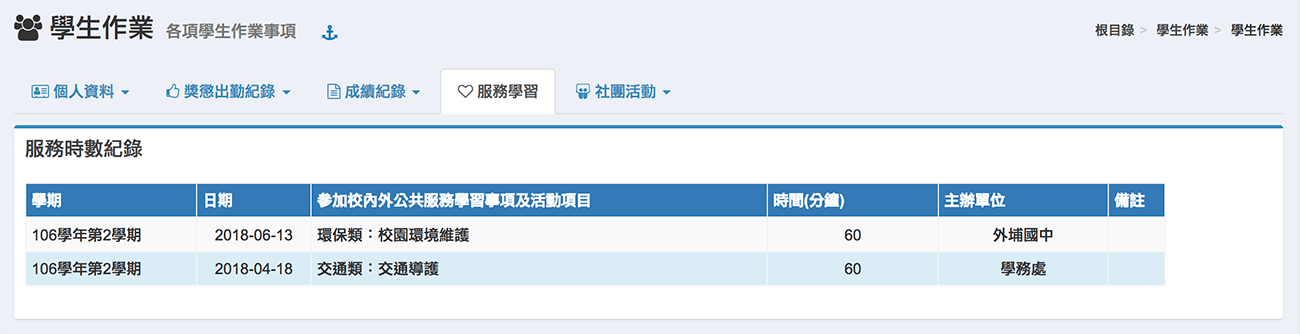 學生作業 各項學生作業事項 根目錄 > 學生作業 > 學生作業
個人資料 獎懲出勤紀錄 成績紀錄 服務學習 社團活動
服務時數紀錄
學期 日期 參加校內外公共服務學習事項及活動項目 時間(分鐘) 主辦單位 備註
106學年第2學期 2018-06-13 環保類：校園環境維護 60 外埔國中
106學年第2學期 2018-04-18 交通類：交通導護 60 學務處